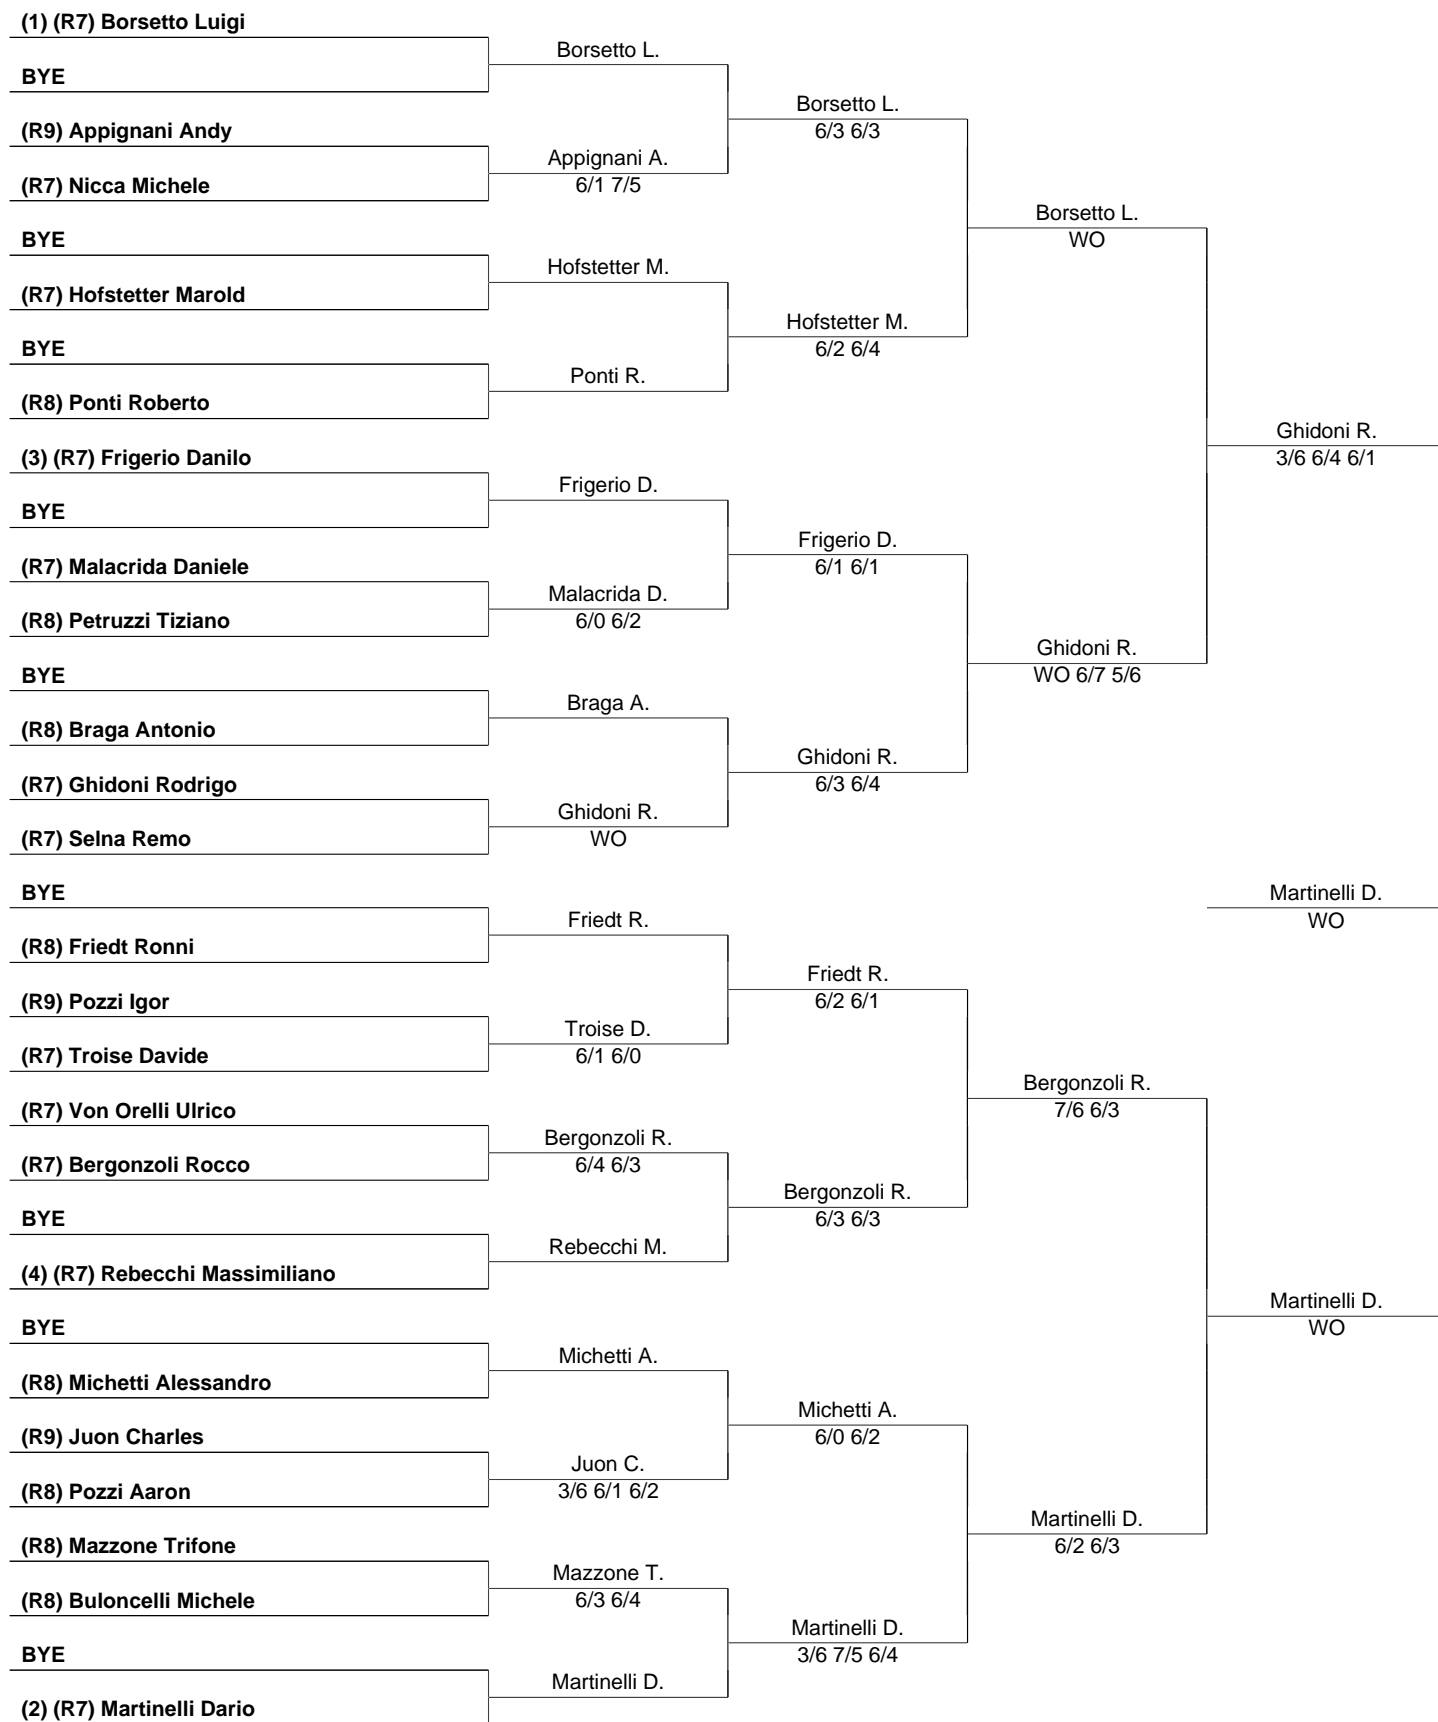 (1) (R7) Borsetto Luigi
Borsetto L.
BYE
Borsetto L.
6/3 6/3
(R9) Appignani Andy
Appignani A.
6/1 7/5
(R7) Nicca Michele
Borsetto L.
WO
BYE
Hofstetter M.
(R7) Hofstetter Marold
Hofstetter M.
6/2 6/4
BYE
Ponti R.
(R8) Ponti Roberto
Ghidoni R.
3/6 6/4 6/1
(3) (R7) Frigerio Danilo
Frigerio D.
BYE
Frigerio D.
6/1 6/1
(R7) Malacrida Daniele
Malacrida D.
6/0 6/2
(R8) Petruzzi Tiziano
Ghidoni R.
WO 6/7 5/6
BYE
Braga A.
(R8) Braga Antonio
Ghidoni R.
6/3 6/4
(R7) Ghidoni Rodrigo
Ghidoni R.
WO
(R7) Selna Remo
BYE
Martinelli D.
WO
Friedt R.
(R8) Friedt Ronni
Friedt R.
6/2 6/1
(R9) Pozzi Igor
Troise D.
6/1 6/0
(R7) Troise Davide
Bergonzoli R.
7/6 6/3
(R7) Von Orelli Ulrico
Bergonzoli R.
6/4 6/3
(R7) Bergonzoli Rocco
Bergonzoli R.
6/3 6/3
BYE
Rebecchi M.
(4) (R7) Rebecchi Massimiliano
Martinelli D.
WO
BYE
Michetti A.
(R8) Michetti Alessandro
Michetti A.
6/0 6/2
(R9) Juon Charles
Juon C.
3/6 6/1 6/2
(R8) Pozzi Aaron
Martinelli D.
6/2 6/3
(R8) Mazzone Trifone
Mazzone T.
6/3 6/4
(R8) Buloncelli Michele
Martinelli D.
3/6 7/5 6/4
BYE
Martinelli D.
(2) (R7) Martinelli Dario